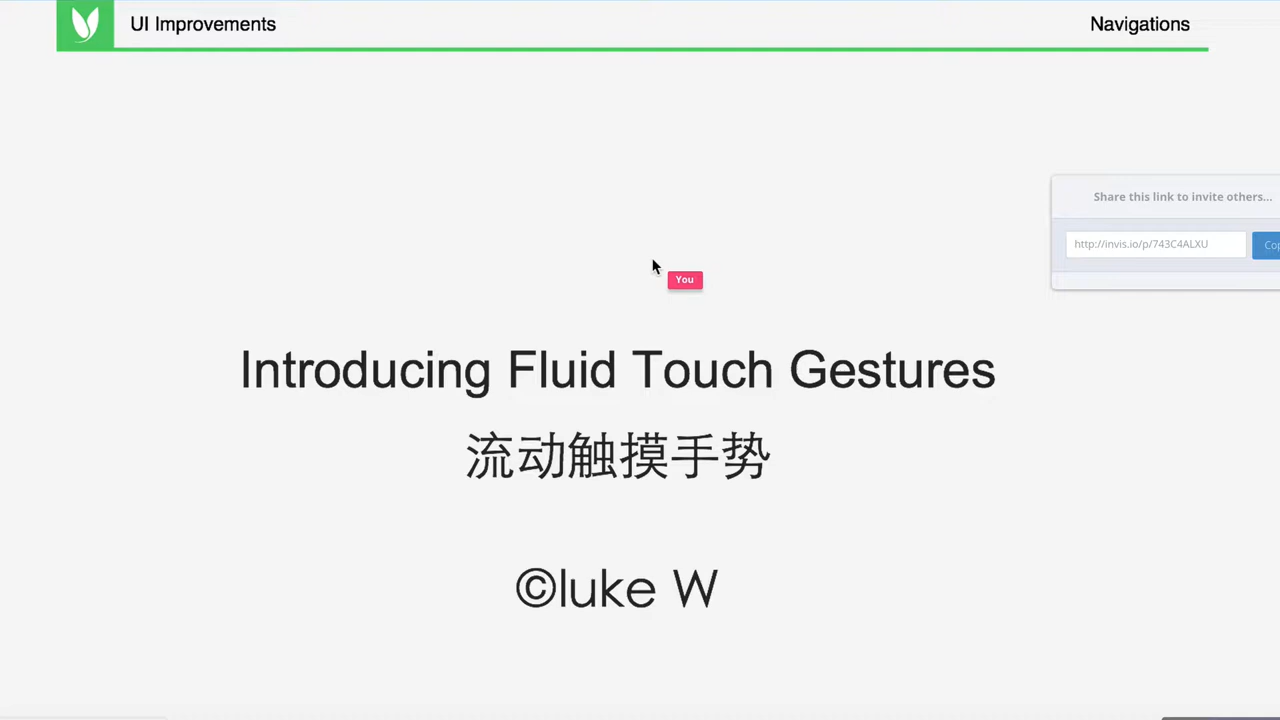 UI Improvements
Navigations
Share this link to invite others...
http://invis.io/p/743C4ALXU
You
Introducing Fluid Touch Gestures
流动触摸手势
©luke W